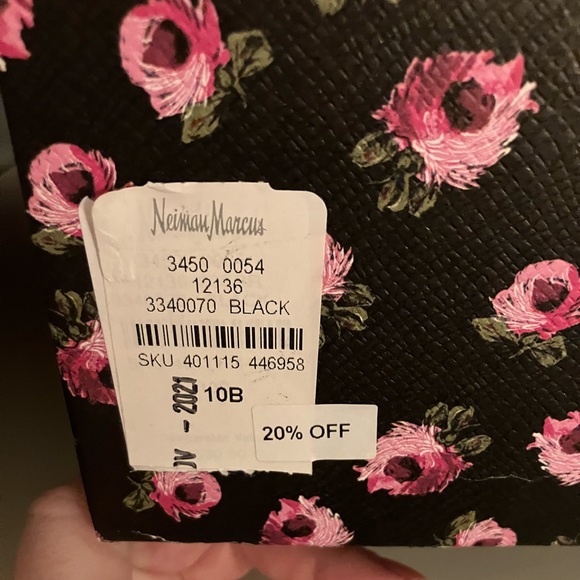 Neiman Marcus
3450 0054
12136
3340070 BLACK
SKU 401115 446958
10B
- 2021
20% OFF